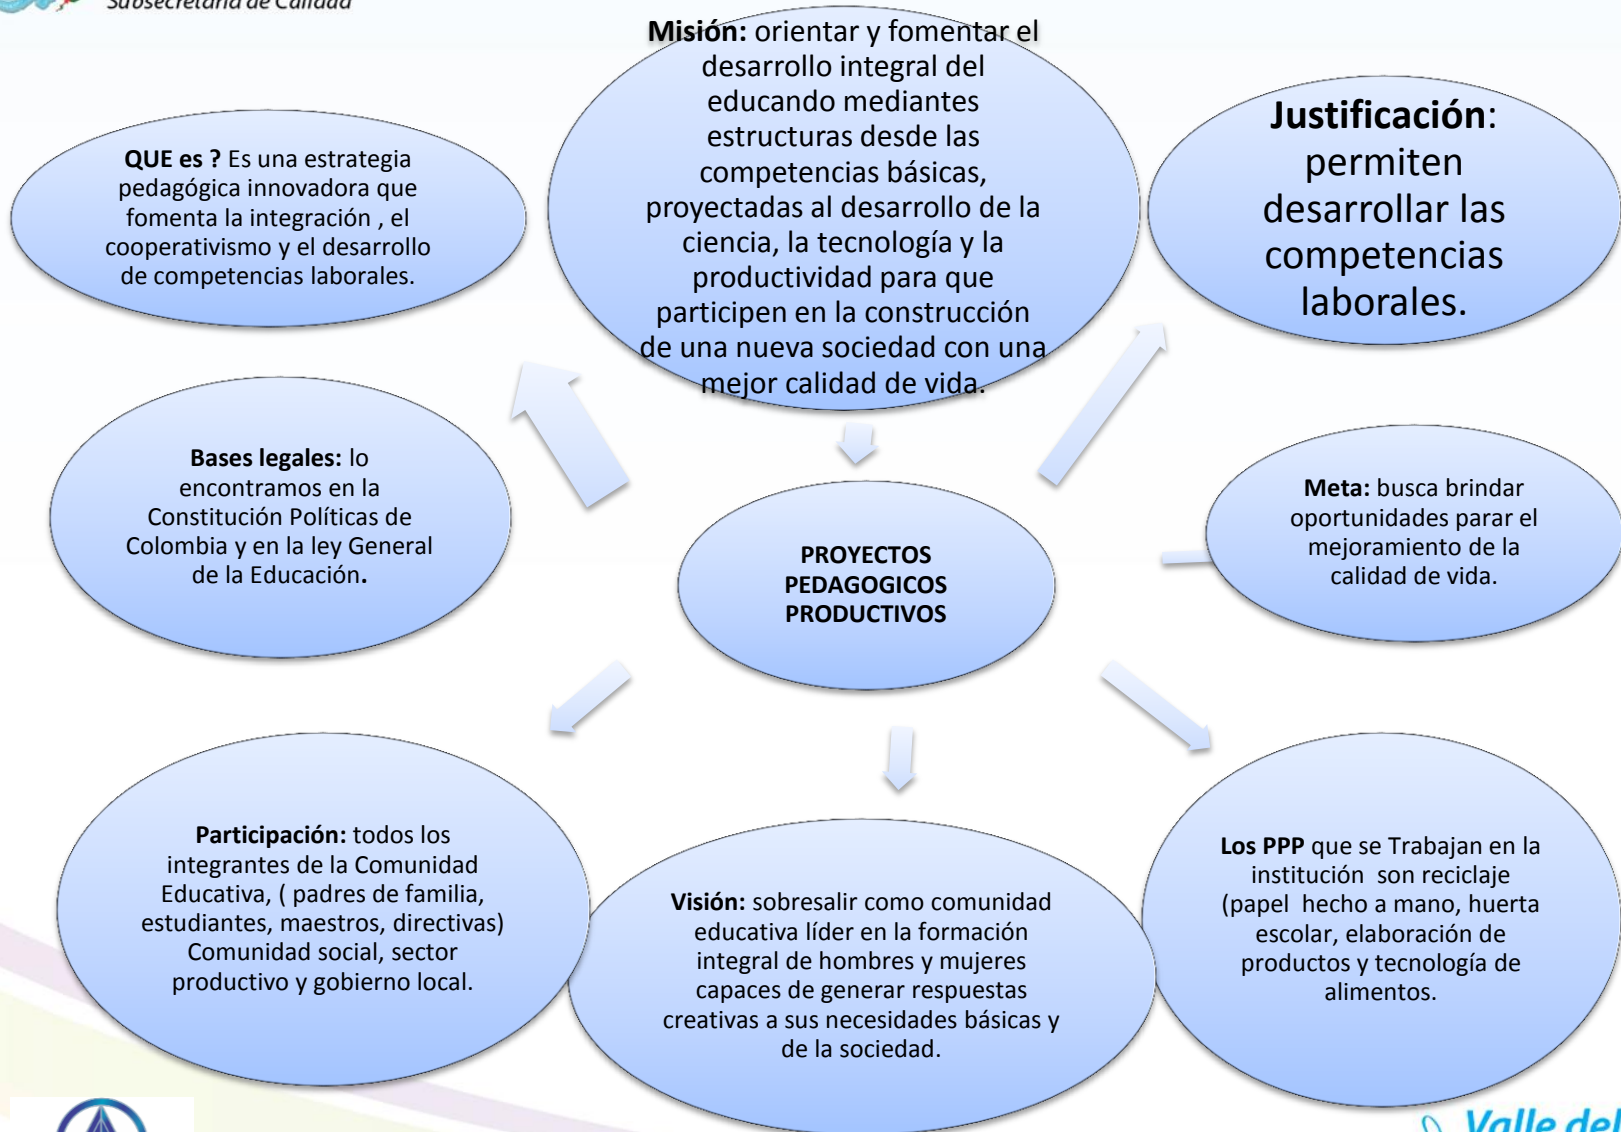 Subsecretaría de Calidad
Misión: orientar y fomentar el
desarrollo integral del
educando mediantes
estructuras desde las
competencias básicas,
proyectadas al desarrollo de la
ciencia, la tecnología y la
productividad para que
participen en la construcción
de una nueva sociedad con una
mejor calidad de vida.
QUE es ? Es una estrategia
pedagógica innovadora que
fomenta la integración , el
cooperativismo y el desarrollo
de competencias laborales.
Justificación:
permiten
desarrollar las
competencias
laborales.
Bases legales: lo
encontramos en la
Constitución Políticas de
Colombia y en la ley General
de la Educación.
PROYECTOS
PEDAGOGICOS
PRODUCTIVOS
Meta: busca brindar
oportunidades parar el
mejoramiento de la
calidad de vida.
Participación: todos los
integrantes de la Comunidad
Educativa, ( padres de familia,
estudiantes, maestros, directivas)
Comunidad social, sector
productivo y gobierno local.
Visión: sobresalir como comunidad
educativa líder en la formación
integral de hombres y mujeres
capaces de generar respuestas
creativas a sus necesidades básicas y
de la sociedad.
Los PPP que se Trabajan en la
institución son reciclaje
(papel hecho a mano, huerta
escolar, elaboración de
productos y tecnología de
alimentos.
Valle del